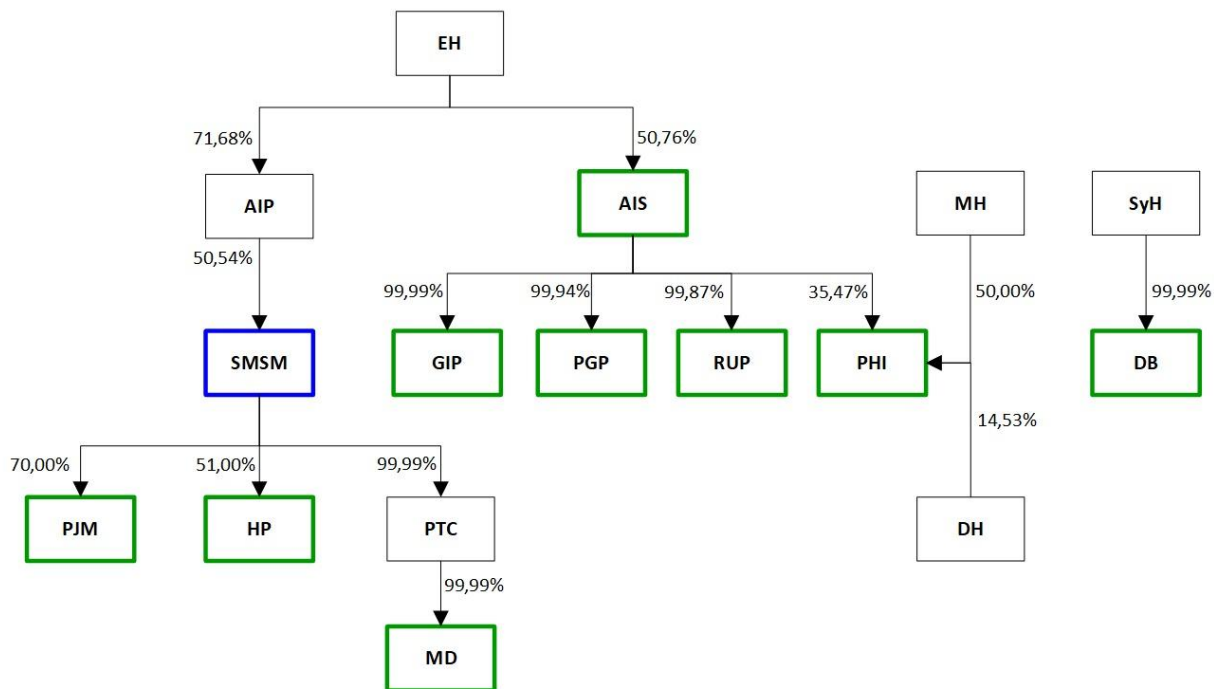 EH
71,68%
50,76%
AIP
AIS
MH
SyH
50,54%
99,99%
99,94%
99,87%
35,47%
50,00%
99,99%
SMSM
GIP
PGP
RUP
PHI
DB
14,53%
70,00%
51,00%
99,99%
PJM
HP
PTC
DH
99,99%
MD